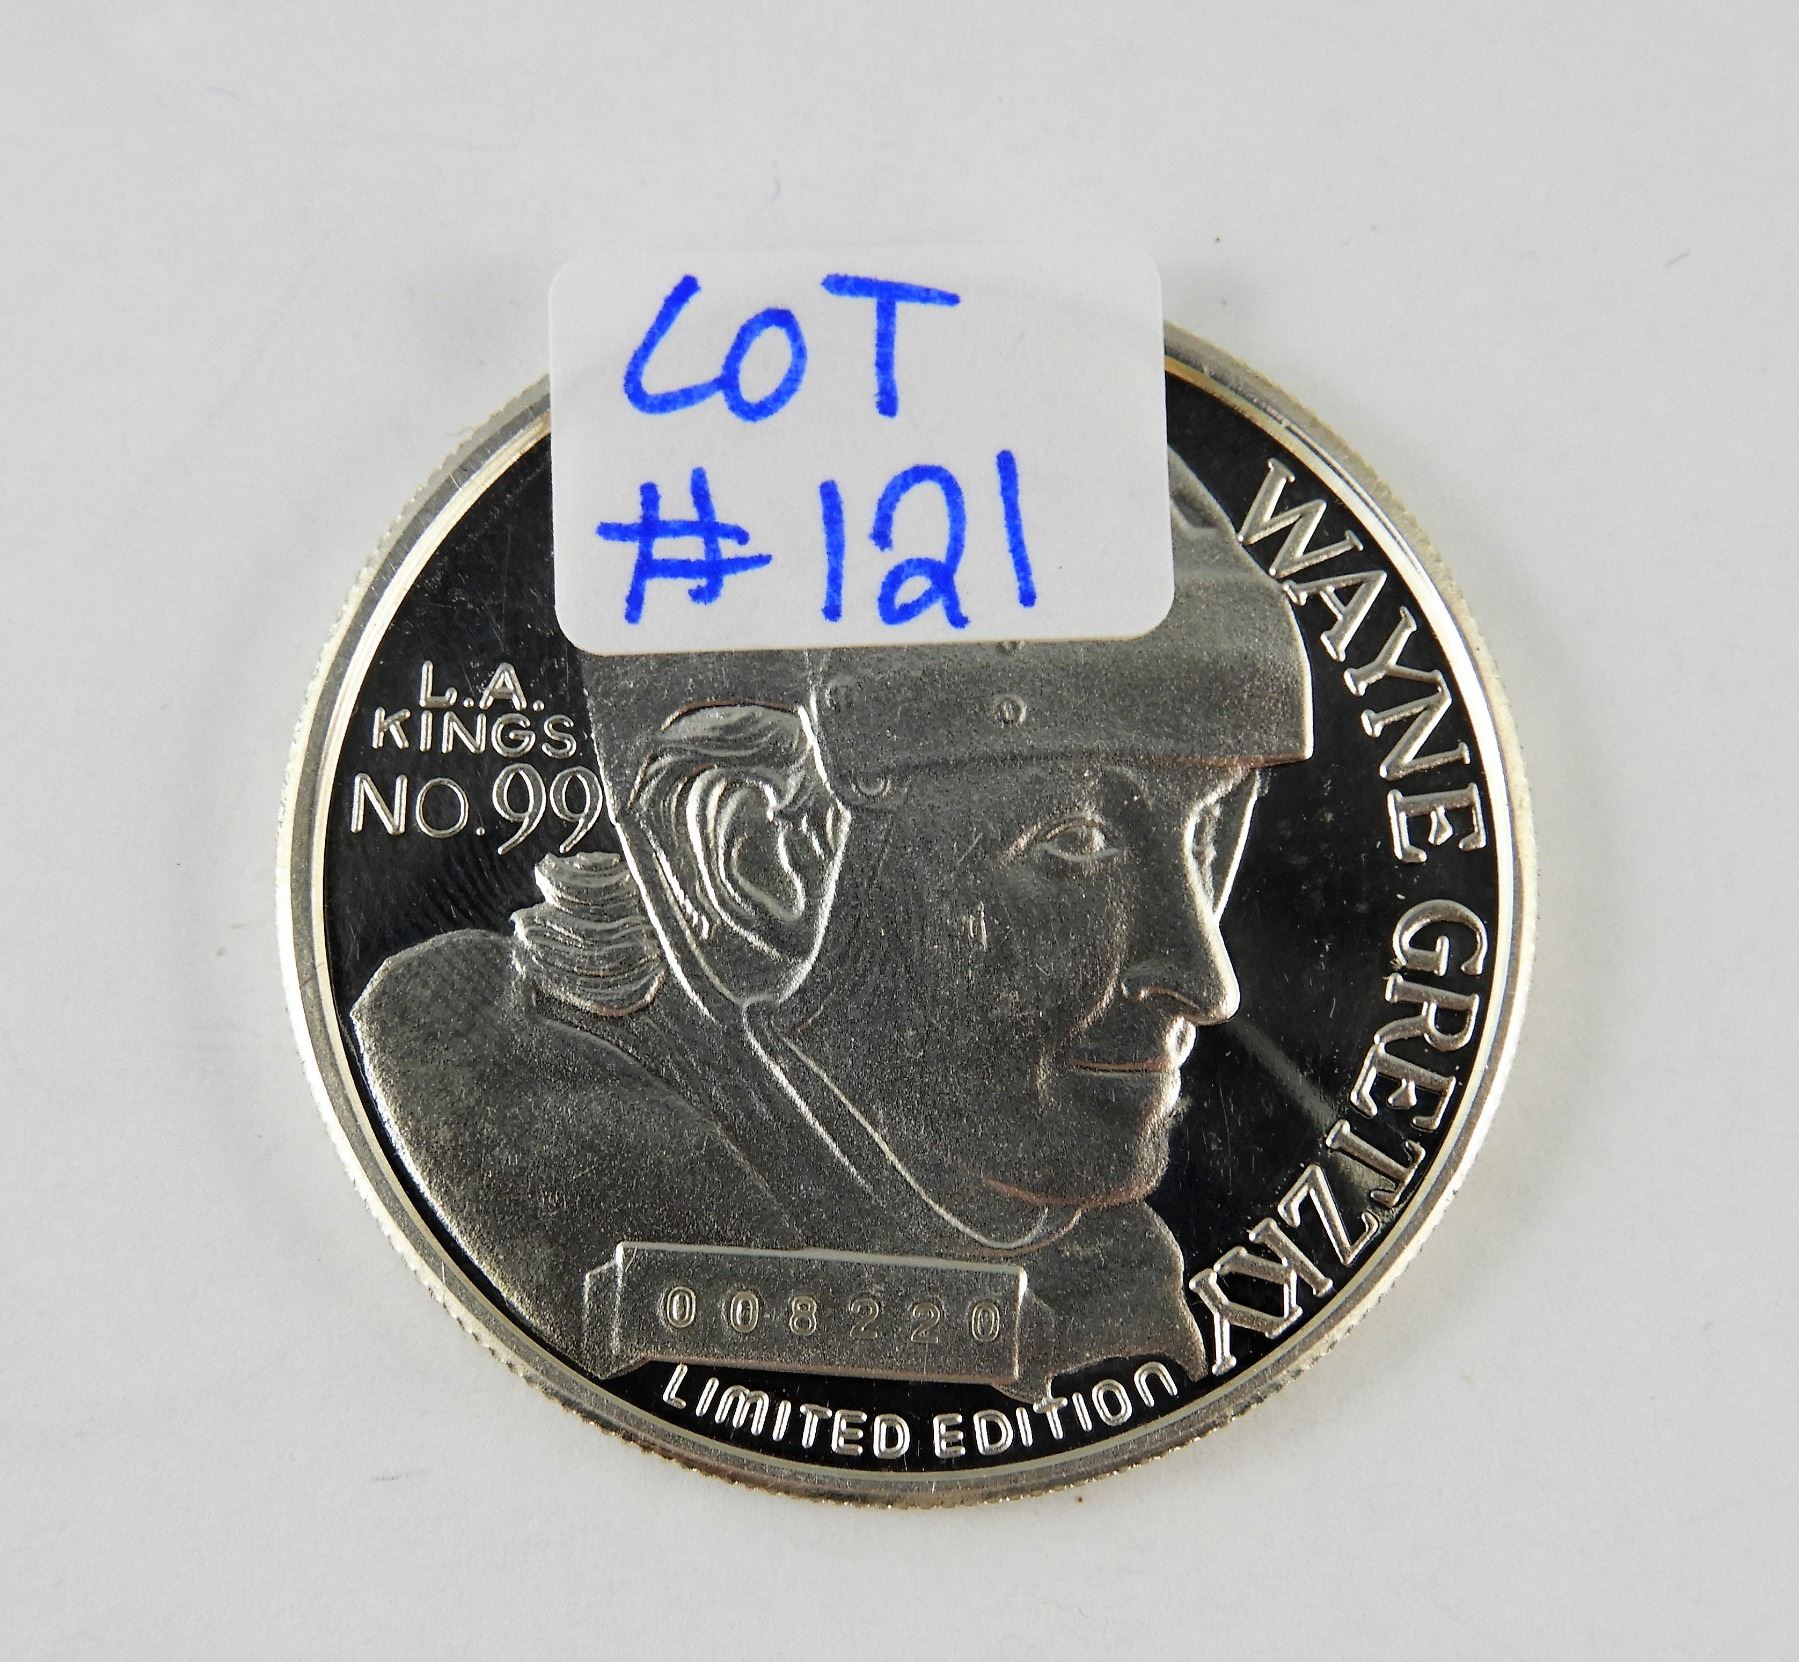 LOT
#121
L.A.
KINGS
NO. 99
WAYNE GRETZKY
008220
LIMITED EDITION